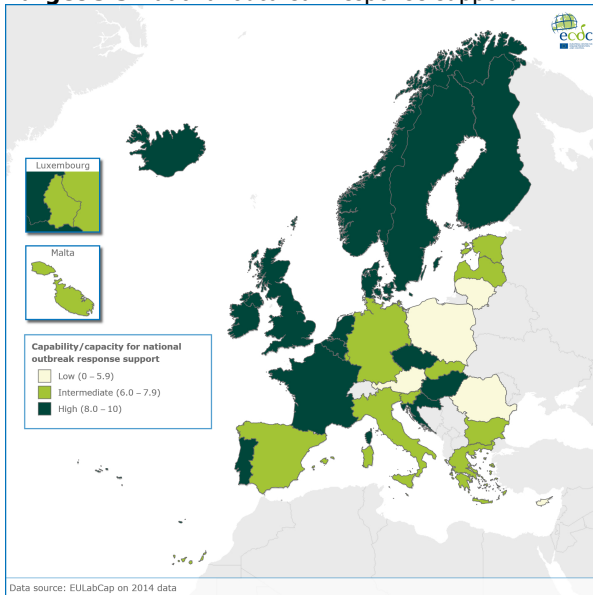 ecdc
Luxembourg
Malta
Capability/capacity for national
outbreak response support
Low (0 – 5.9)
Intermediate (6.0 – 7.9)
High (8.0 – 10)
Data source: EULabCap on 2014 data